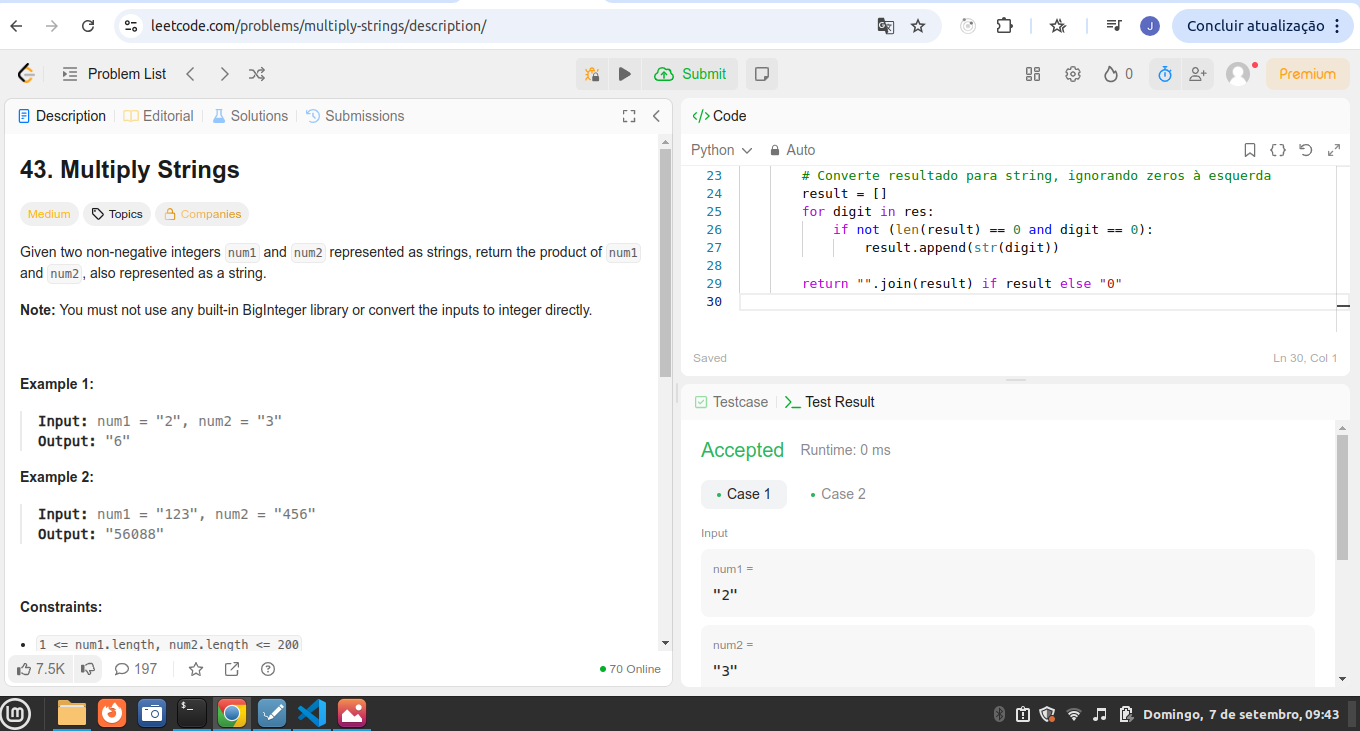 leetcode.com/problems/multiply-strings/description/
J
Concluir atualização
Problem List
Submit
0
Premium
Description
Editorial
Solutions
Submissions
43. Multiply Strings
Medium
Topics
Companies
Given two non-negative integers num1 and num2 represented as strings, return the product of num1
and num2, also represented as a string.
Note: You must not use any built-in BigInteger library or convert the inputs to integer directly.
Example 1:
Input: num1 = "2", num2 = "3"
Output: "6"
Example 2:
Input: num1 = "123", num2 = "456"
Output: "56088"
Constraints:
1 <= num1.length, num2.length <= 200
7.5K
197
70 Online
</> Code
Python
Auto
23 # Converte resultado para string, ignorando zeros à esquerda
24 result = []
25 for digit in res:
26 if not (len(result) == 0 and digit == 0):
27 result.append(str(digit))
28
29 return "".join(result) if result else "0"
30
Saved
Ln 30, Col 1
Testcase
Test Result
Accepted
Runtime: 0 ms
Case 1
Case 2
Input
num1 =
"2"
num2 =
"3"
Domingo, 7 de setembro, 09:43